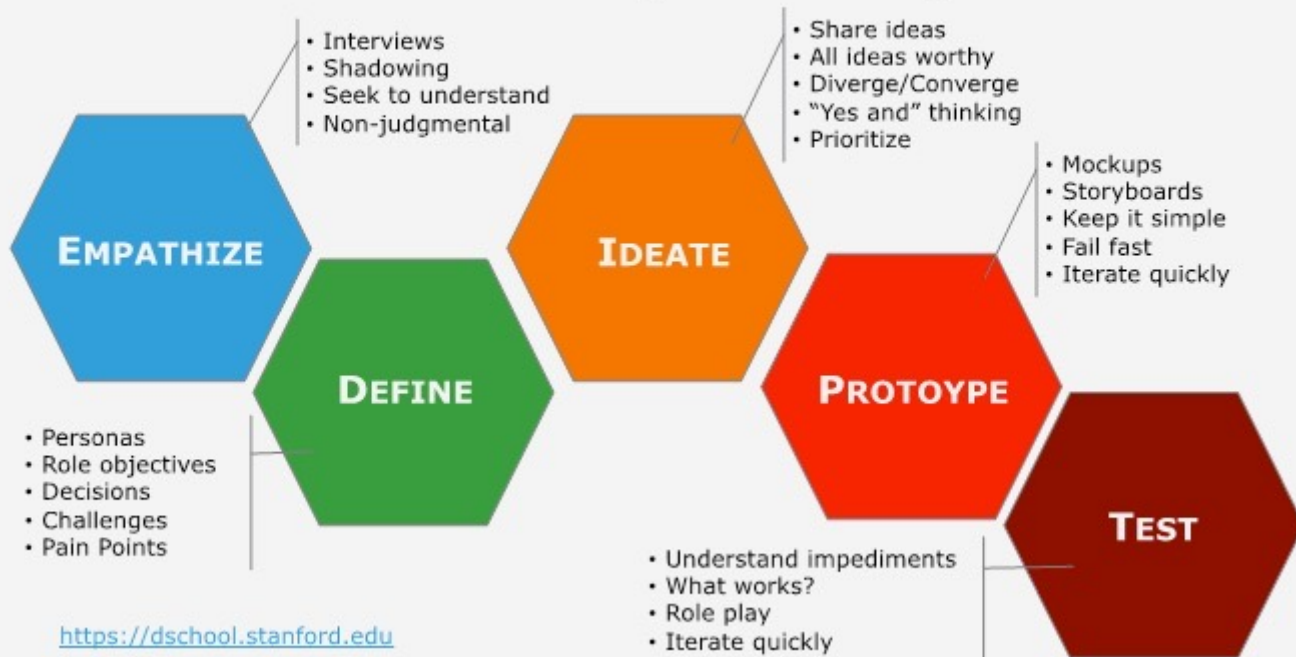 EMPATHIZE
• Interviews
• Shadowing
• Seek to understand
• Non-judgmental
DEFINE
• Personas
• Role objectives
• Decisions
• Challenges
• Pain Points
IDEATE
• Share ideas
• All ideas worthy
• Diverge/Converge
• “Yes and” thinking
• Prioritize
PROTOYPE
• Mockups
• Storyboards
• Keep it simple
• Fail fast
• Iterate quickly
TEST
• Understand impediments
• What works?
• Role play
• Iterate quickly
https://dschool.stanford.edu